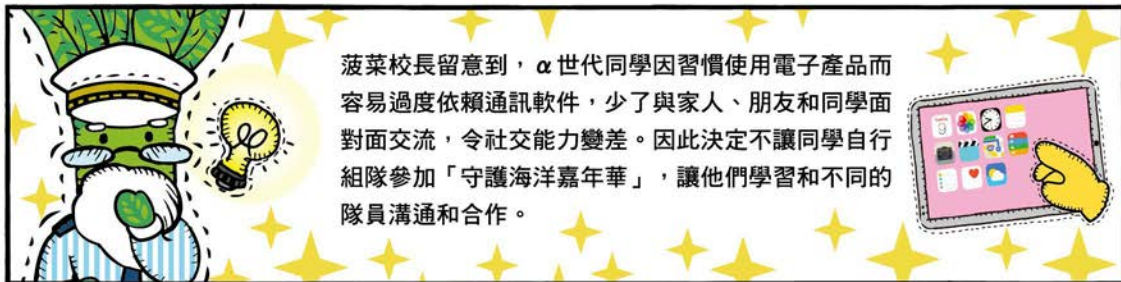 菠菜校長留意到，α世代同學因習慣使用電子產品而
容易過度依賴通訊軟件，少了與家人、朋友和同學面
對面交流，令社交能力變差。因此決定不讓同學自行
組隊參加「守護海洋嘉年華」，讓他們學習和不同的
隊員溝通和合作。